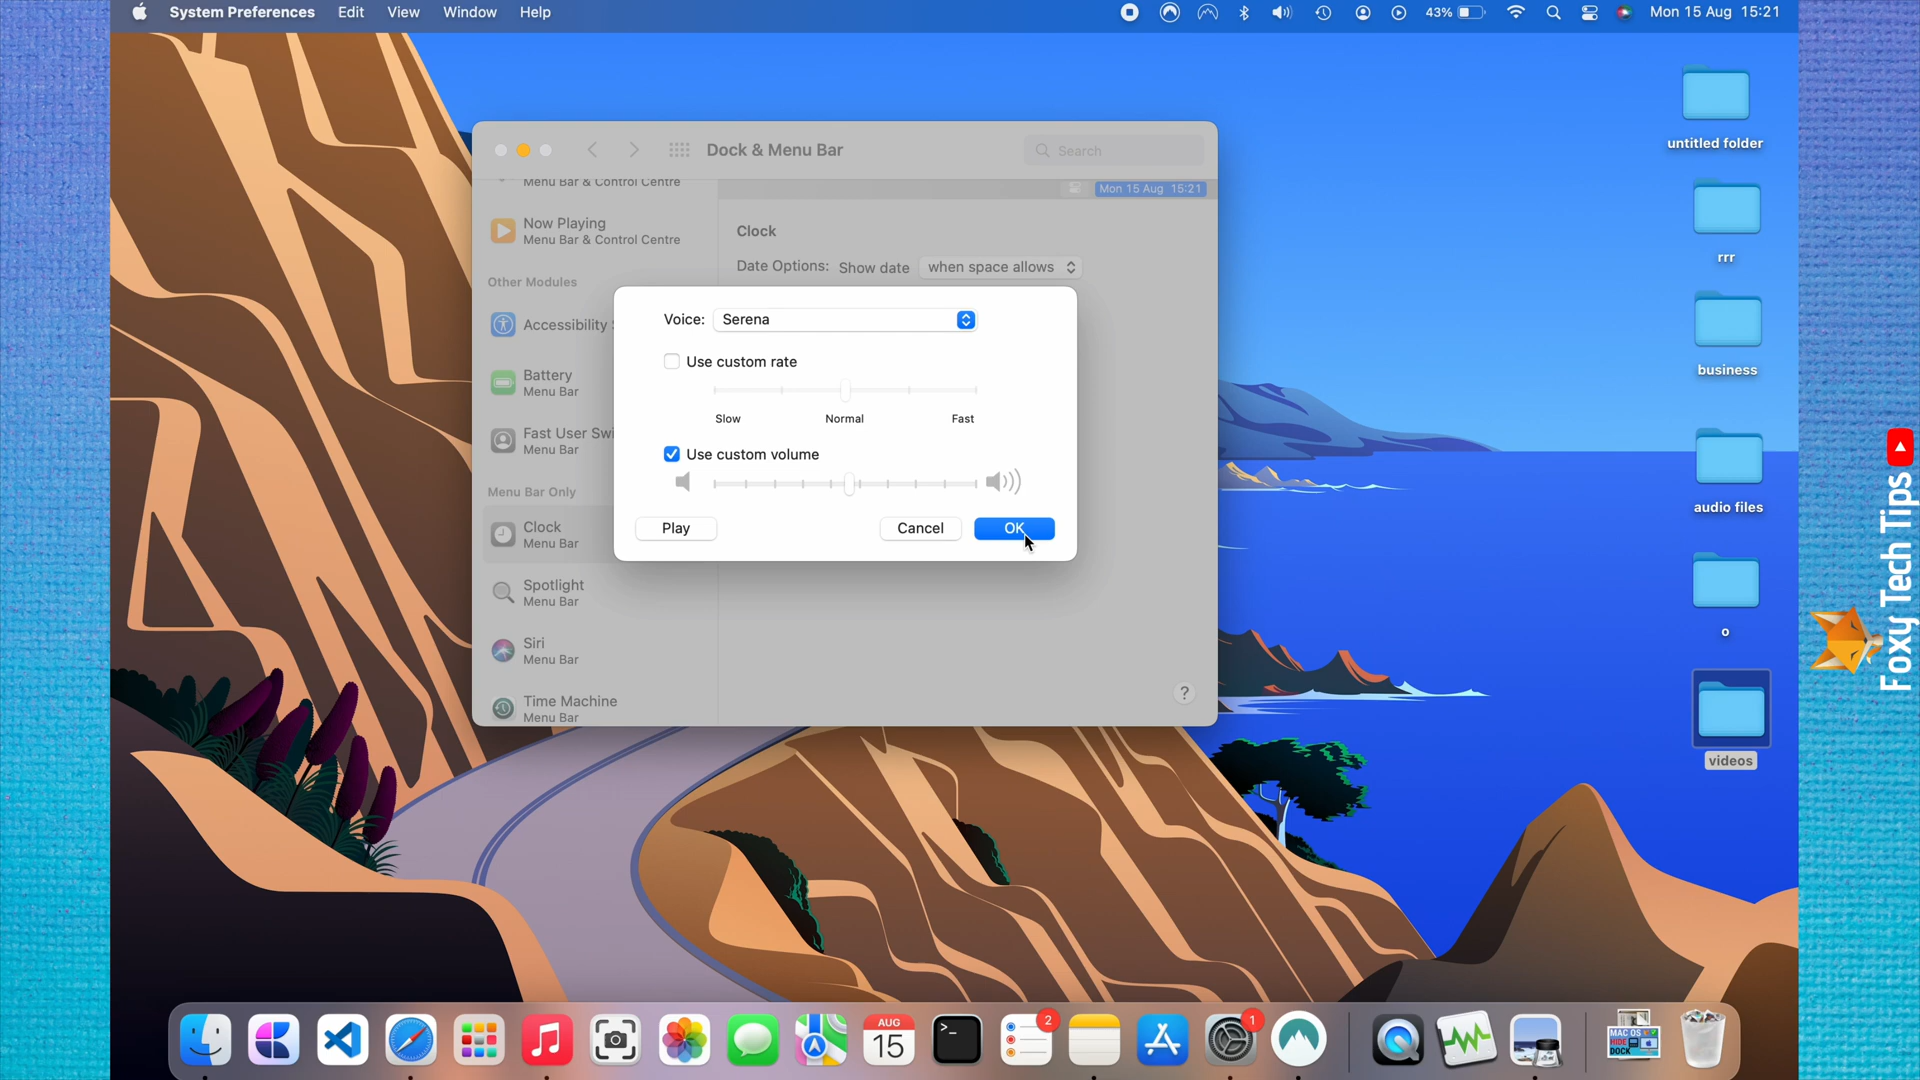 System Preferences Edit View Window Help
43% Mon 15 Aug 15:21
Dock & Menu Bar
Search
Menu Bar & Control Centre
Mon 15 Aug 15:21
Now Playing
Menu Bar & Control Centre
Clock
Date Options: Show date when space allows
Other Modules
Accessibility
Battery
Menu Bar
Fast User Swi
Menu Bar
Menu Bar Only
Clock
Menu Bar
Spotlight
Menu Bar
Siri
Menu Bar
Time Machine
Menu Bar
?
Voice: Serena
Use custom rate
Slow Normal Fast
Use custom volume
Play Cancel OK
untitled folder
rrr
business
audio files
o
videos
Foxy Tech Tips
AUG
15
>_
2
1
MAC OS
HIDE
DOCK